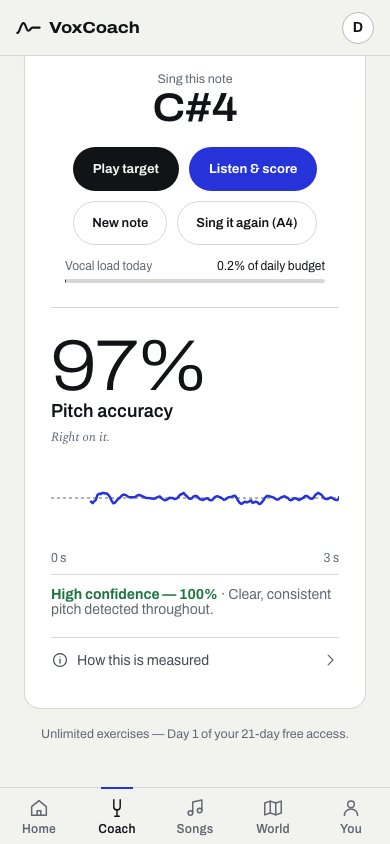 VoxCoach
D
Sing this note
C#4
Play target
Listen & score
New note
Sing it again (A4)
Vocal load today
0.2% of daily budget
97%
Pitch accuracy
Right on it.
0 s
3 s
High confidence — 100% · Clear, consistent
pitch detected throughout.
How this is measured
Unlimited exercises — Day 1 of your 21-day free access.
Home
Coach
Songs
World
You